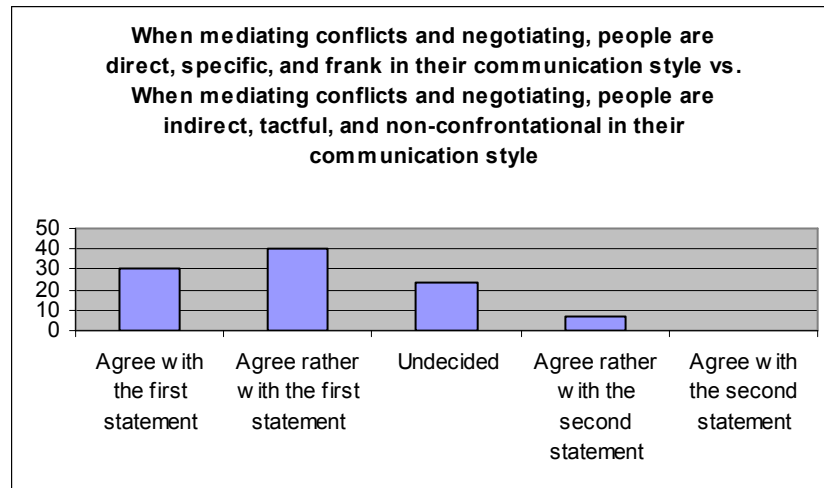 When mediating conflicts and negotiating, people are
direct, specific, and frank in their communication style vs.
When mediating conflicts and negotiating, people are
indirect, tactful, and non-confrontational in their
communication style
50
40
30
20
10
0
Agree with
the first
statement
Agree rather
with the first
statement
Undecided
Agree rather
with the
second
statement
Agree with
the second
statement